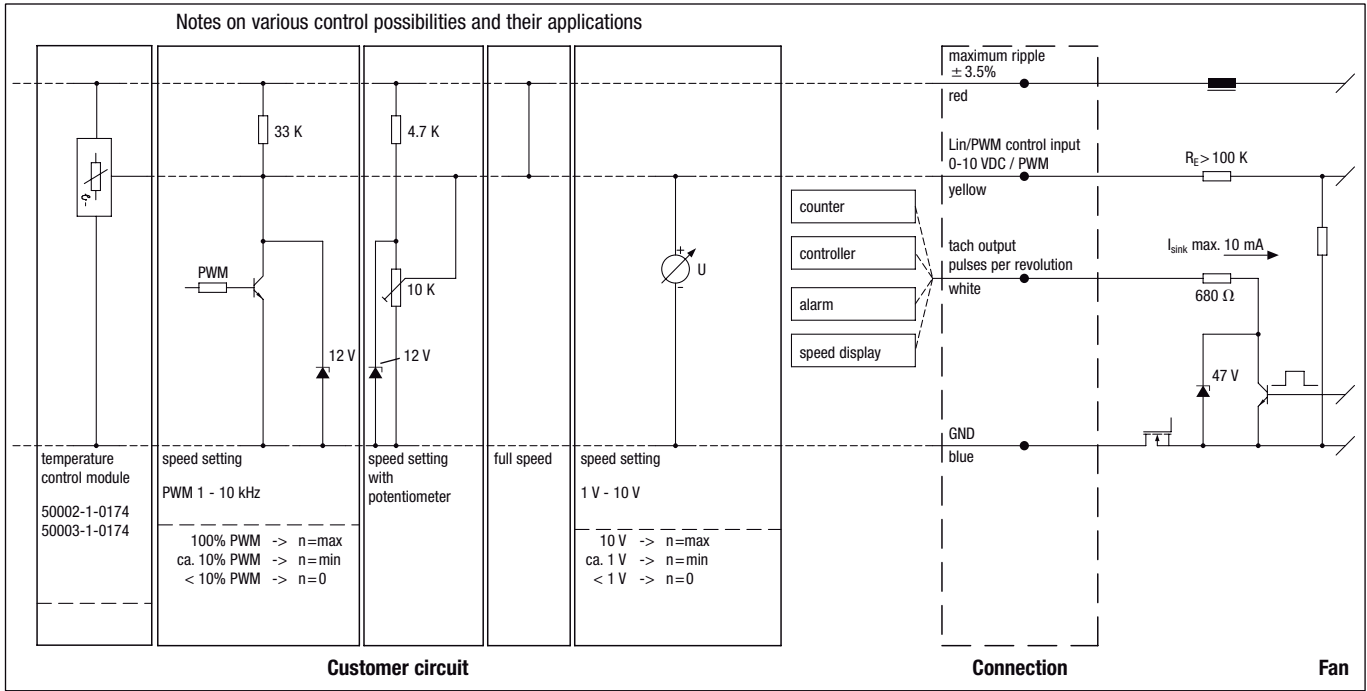 Notes on various control possibilities and their applications
33 K
PWM
12 V
4.7 K
10 K
12 V
+
U
-
temperature
control module
50002-1-0174
50003-1-0174
speed setting
PWM 1 - 10 kHz
100% PWM -> n=max
ca. 10% PWM -> n=min
< 10% PWM -> n=0
speed setting
with
potentiometer
full speed
speed setting
1 V - 10 V
10 V -> n=max
ca. 1 V -> n=min
< 1 V -> n=0
counter
controller
alarm
speed display
maximum ripple
± 3.5%
red
Lin/PWM control input
0-10 VDC / PWM
yellow
tach output
pulses per revolution
white
GND
blue
RE> 100 K
Isink max. 10 mA
680 Ω
47 V
Customer circuit
Connection
Fan